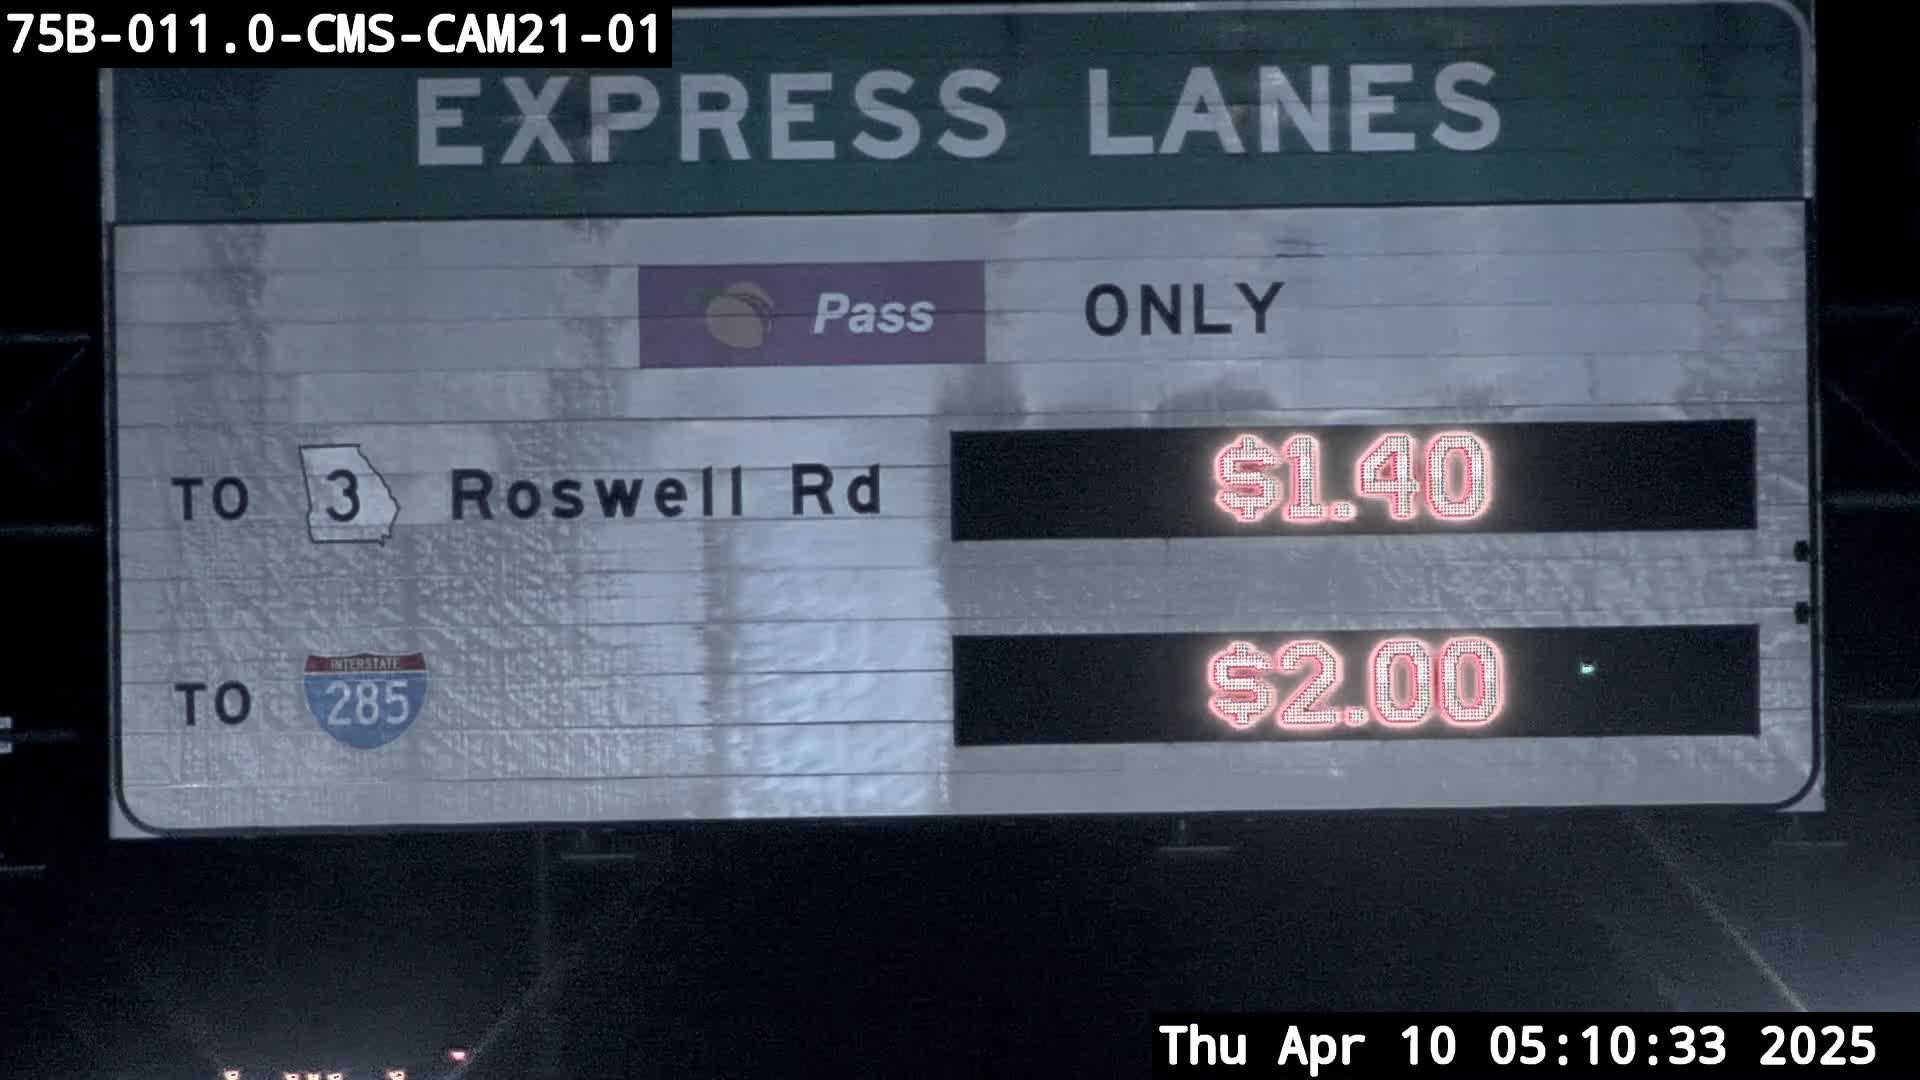 75B-011.0-CMS-CAM21-01
EXPRESS LANES
Pass ONLY
TO 3 Roswell Rd $1.40
INTERSTATE
TO 285 $2.00
Thu Apr 10 05:10:33 2025